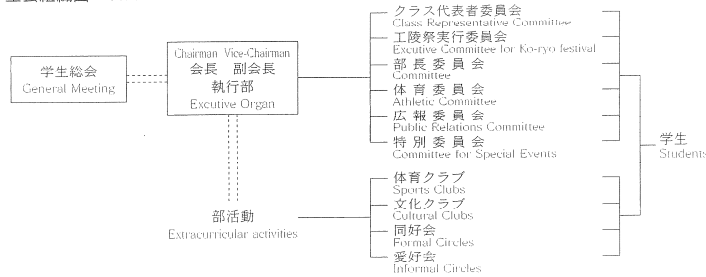 クラス代表者委員会
Class Representative Committee
工陵祭実行委員会
Excutive Committee for Ko-ryo festival
部長委員会
Committee
体育委員会
Athletic Committee
広報委員会
Public Relations Committee
特別委員会
Committee for Special Events
学生総会
General Meeting
Chairman Vice-Chairman
会長 副会長
執行部
Excutive Organ
学生
Students
部活動
Extracurricular activities
体育クラブ
Sports Clubs
文化クラブ
Cultural Clubs
同好会
Formal Circles
愛好会
Informal Circles